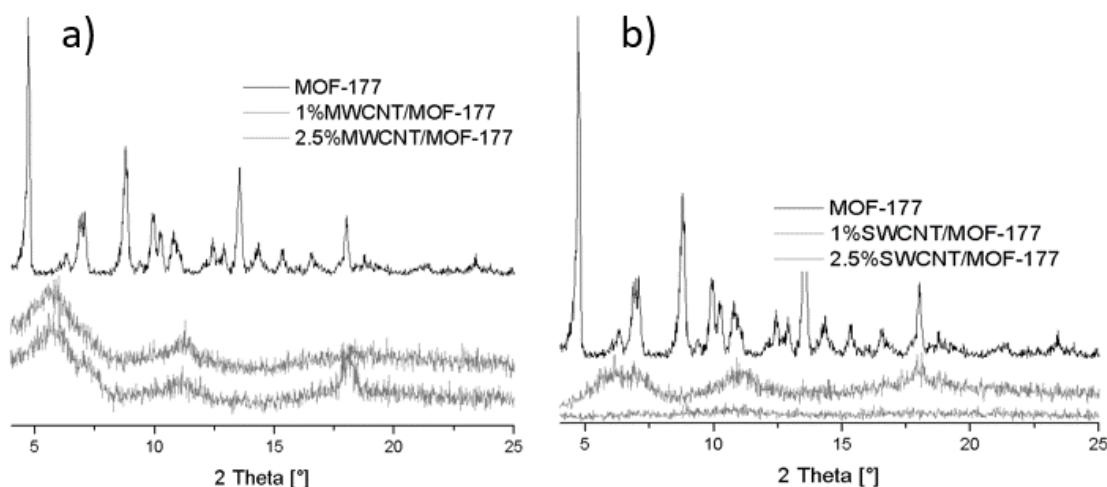 a)
MOF-177
1%MWCNT/MOF-177
2.5%MWCNT/MOF-177
5
10
15
20
25
2 Theta [°]
b)
MOF-177
1%SWCNT/MOF-177
2.5%SWCNT/MOF-177
5
10
15
20
25
2 Theta [°]